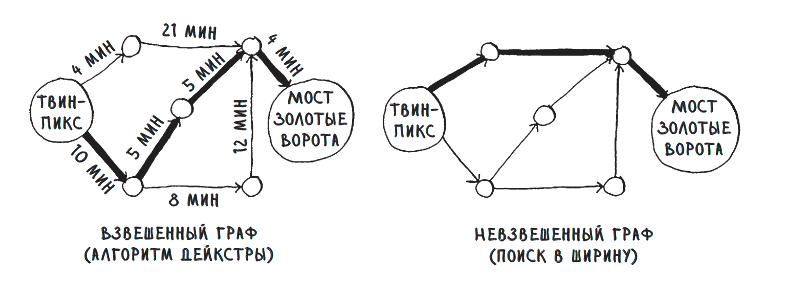 21 МИН
4 МИН
4 МИН
5 МИН
ТВИН-
ПИКС
МОСТ
ЗОЛОТЫЕ
ВОРОТА
5 МИН
12 МИН
10 МИН
8 МИН
ВЗВЕШЕННЫЙ ГРАФ
(АЛГОРИТМ ДЕЙКСТРЫ)
ТВИН-
ПИКС
МОСТ
ЗОЛОТЫЕ
ВОРОТА
НЕВЗВЕШЕННЫЙ ГРАФ
(ПОИСК В ШИРИНУ)